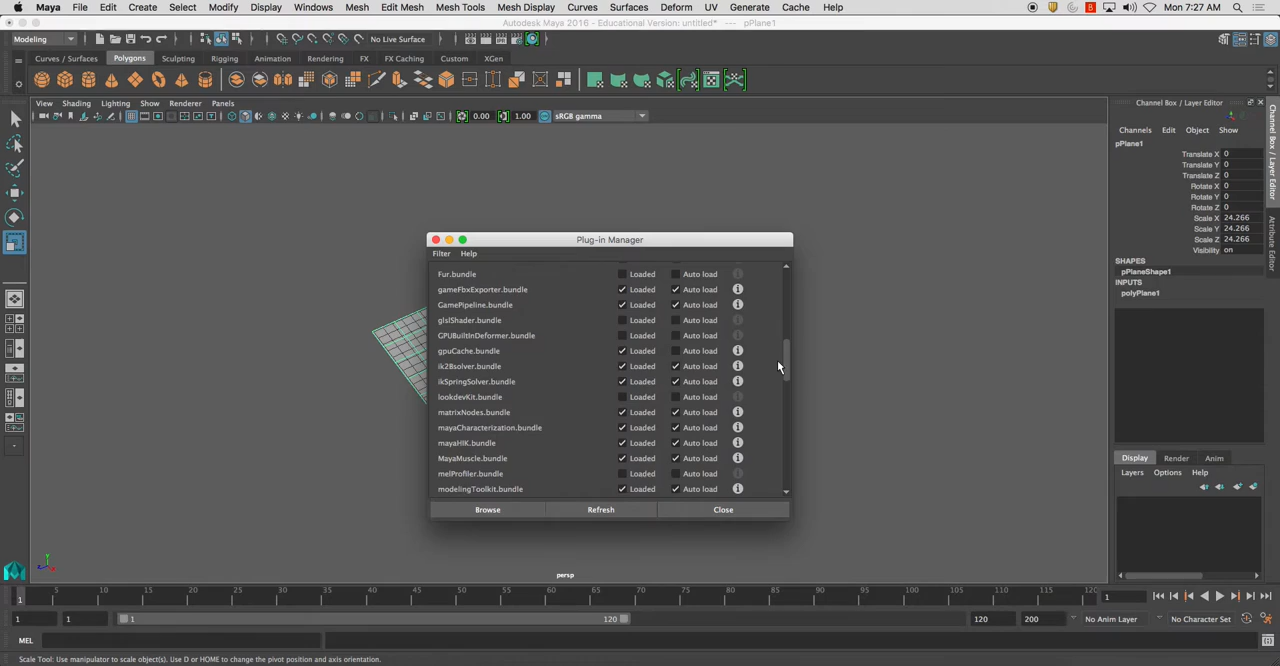 Maya File Edit Create Select Modify Display Windows Mesh Edit Mesh Mesh Tools Mesh Display Curves Surfaces Deform UV Generate Cache Help
Mon 7:27 AM
Autodesk Maya 2016 - Educational Version: untitled* --- pPlane1
Modeling
No Live Surface
Curves / Surfaces Polygons Sculpting Rigging Animation Rendering FX FX Caching Custom XGen
View Shading Lighting Show Renderer Panels
0.00 1.00 sRGB gamma
Channel Box / Layer Editor
Channels Edit Object Show
pPlane1
Translate X 0
Translate Y 0
Translate Z 0
Rotate X 0
Rotate Y 0
Rotate Z 0
Scale X 24.266
Scale Y 24.266
Scale Z 24.266
Visibility on
SHAPES
pPlaneShape1
INPUTS
polyPlane1
Channel Box / Layer Editor
Attribute Editor
Plug-in Manager
Filter Help
Fur.bundle Loaded Auto load
gameFbxExporter.bundle Loaded Auto load
GamePipeline.bundle Loaded Auto load
glslShader.bundle Loaded Auto load
GPUBuiltInDeformer.bundle Loaded Auto load
gpuCache.bundle Loaded Auto load
ik2Bsolver.bundle Loaded Auto load
ikSpringSolver.bundle Loaded Auto load
lookdevKit.bundle Loaded Auto load
matrixNodes.bundle Loaded Auto load
mayaCharacterization.bundle Loaded Auto load
mayaHIK.bundle Loaded Auto load
MayaMuscle.bundle Loaded Auto load
melProfiler.bundle Loaded Auto load
modelingToolkit.bundle Loaded Auto load
Browse Refresh Close
Display Render Anim
Layers Options Help
persp
1 5 10 15 20 25 30 35 40 45 50 55 60 65 70 75 80 85 90 95 100 105 110 115 120 1
1 1 1 120 120 200 No Anim Layer No Character Set
MEL
Scale Tool: Use manipulator to scale object(s). Use D or HOME to change the pivot position and axis orientation.